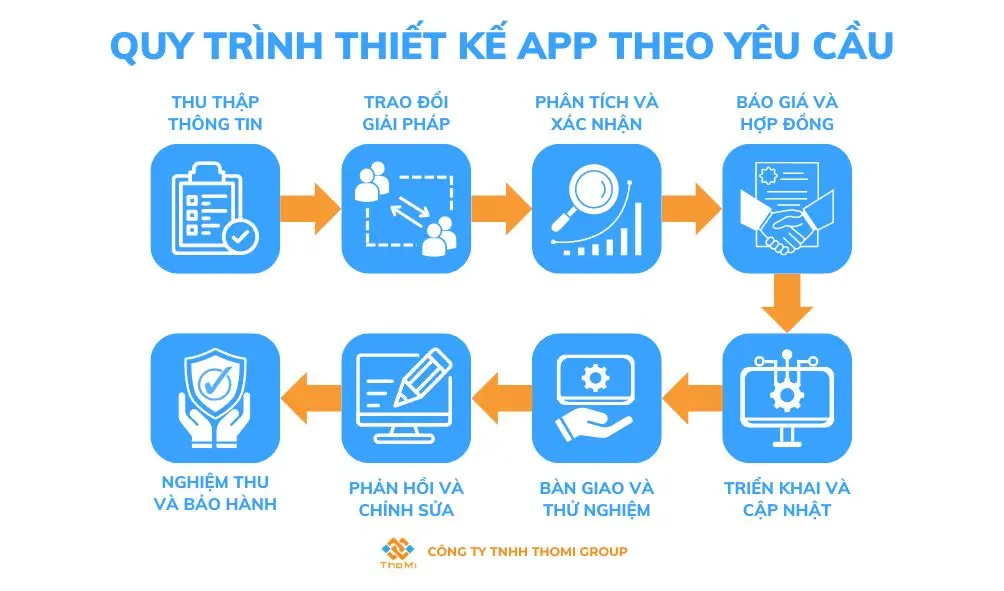 QUY TRÌNH THIẾT KẾ APP THEO YÊU CẦU
THU THẬP
THÔNG TIN
TRAO ĐỔI
GIẢI PHÁP
PHÂN TÍCH VÀ
XÁC NHẬN
BÁO GIÁ VÀ
HỢP ĐỒNG
TRIỂN KHAI VÀ
CẬP NHẬT
BÀN GIAO VÀ
THỬ NGHIỆM
PHẢN HỒI VÀ
CHỈNH SỬA
NGHIỆM THU
VÀ BẢO HÀNH
ThoMi
CÔNG TY TNHH THOMI GROUP